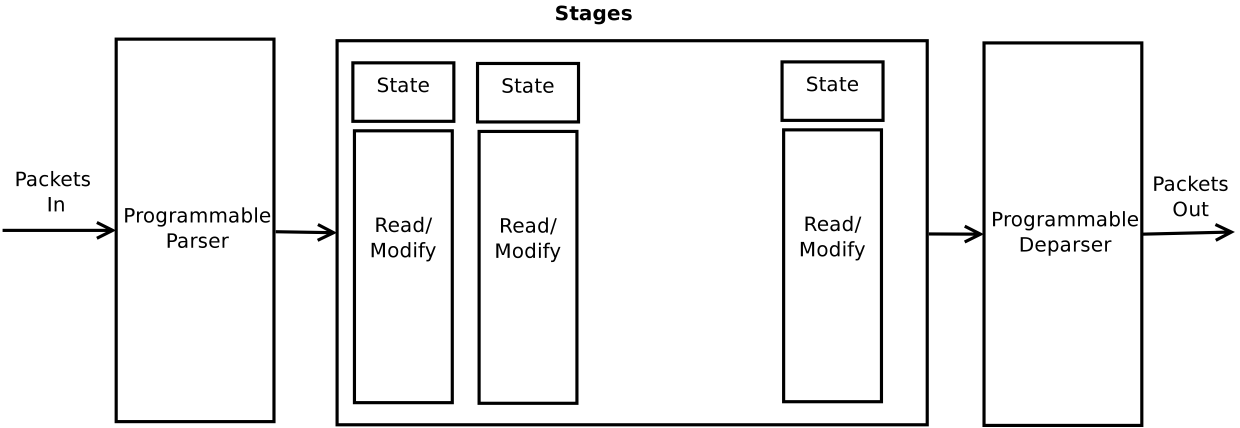 Stages
Packets
In
Programmable
Parser
State
State
State
Read/
Modify
Read/
Modify
Read/
Modify
Programmable
Deparser
Packets
Out